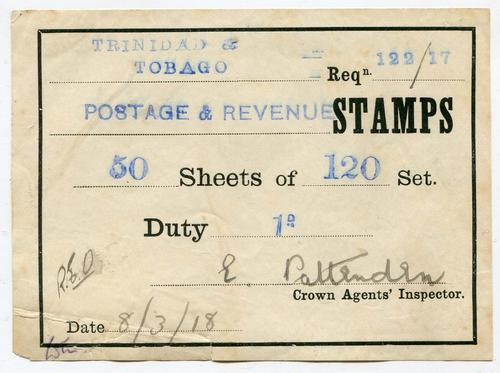 TRINIDAD &
TOBAGO Reqn. 122/17
POSTAGE & REVENUE STAMPS
50 Sheets of 120 Set.
Duty 1D
E. Pattenden
Crown Agents' Inspector.
Date 8/3/18